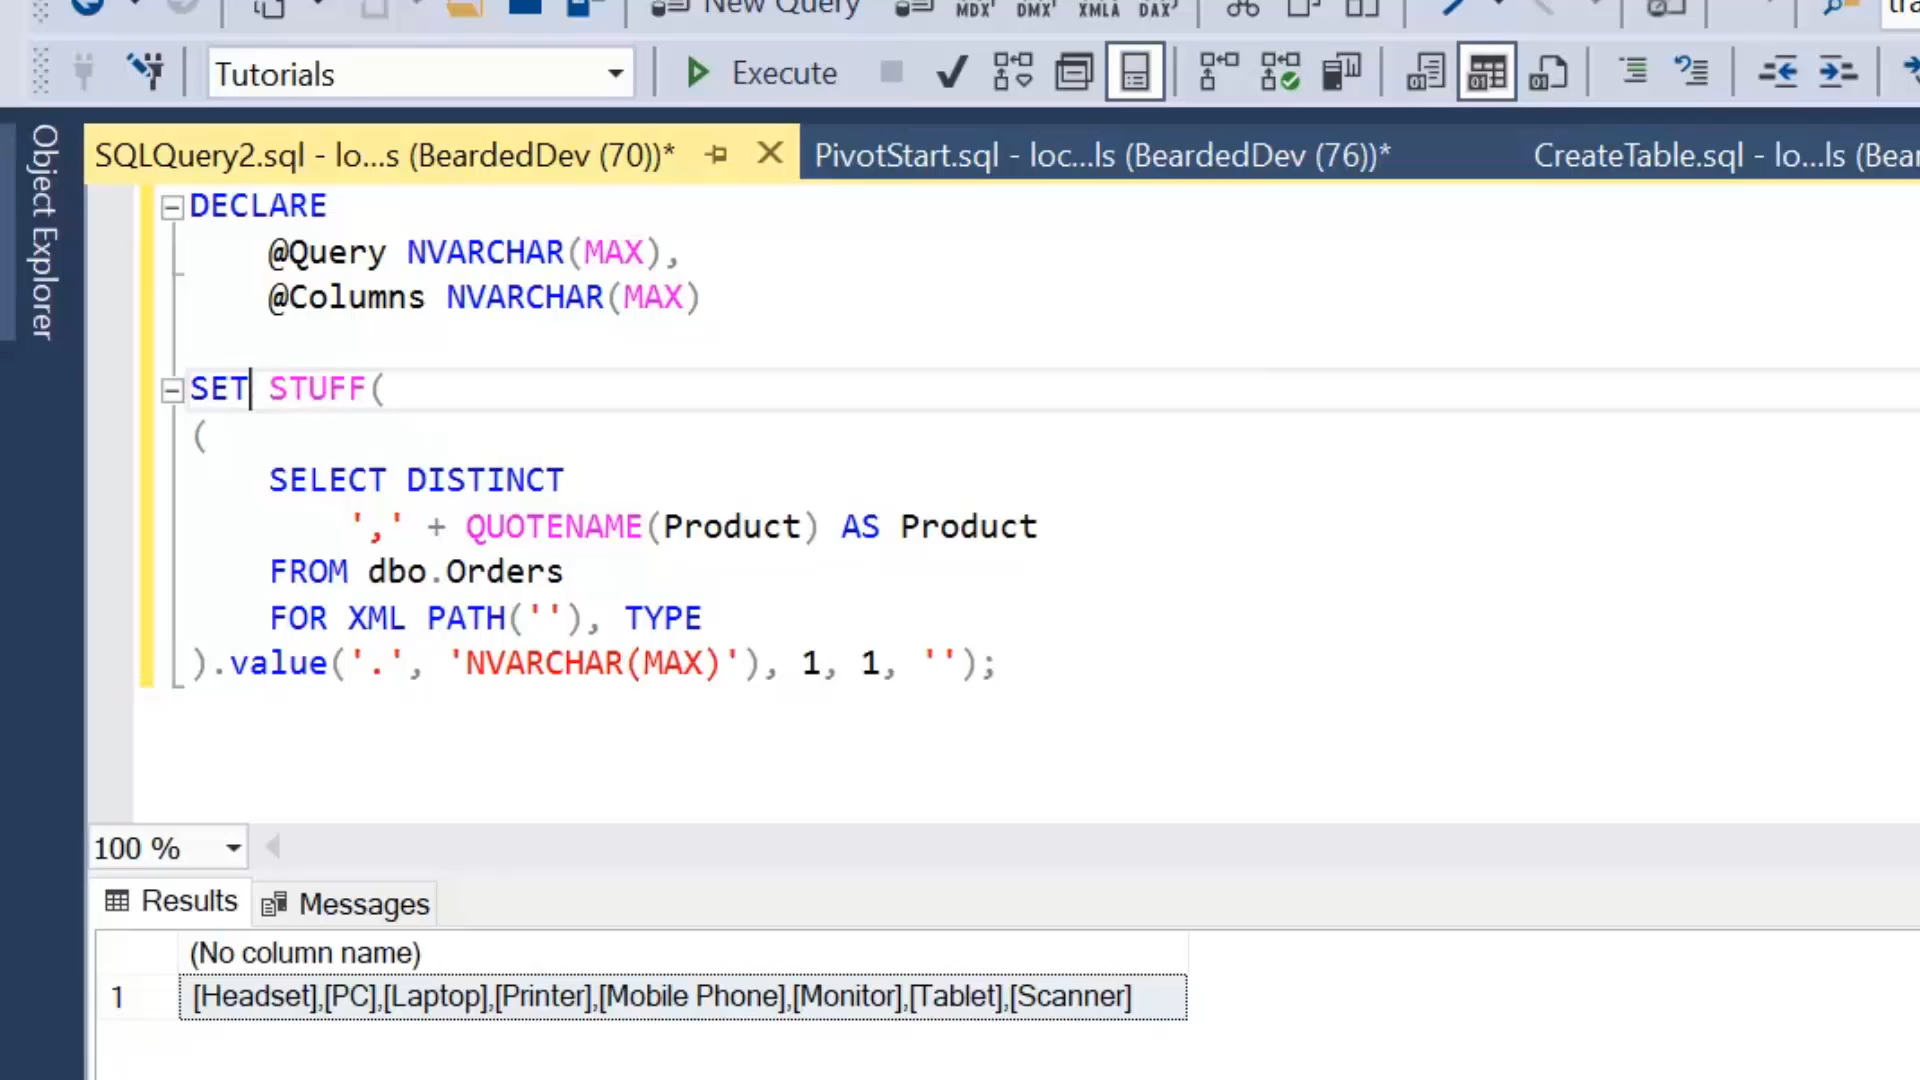 New Query MDX DMX XMLA DAX
Tutorials Execute
Object Explorer
SQLQuery2.sql - lo...s (BeardedDev (70))* PivotStart.sql - loc...ls (BeardedDev (76))* CreateTable.sql - lo...ls (Bear
DECLARE
@Query NVARCHAR(MAX),
@Columns NVARCHAR(MAX)
SET STUFF(
(
SELECT DISTINCT
',' + QUOTENAME(Product) AS Product
FROM dbo.Orders
FOR XML PATH(''), TYPE
).value('.', 'NVARCHAR(MAX)'), 1, 1, '');
100 %
Results Messages
(No column name)
1 [Headset],[PC],[Laptop],[Printer],[Mobile Phone],[Monitor],[Tablet],[Scanner]